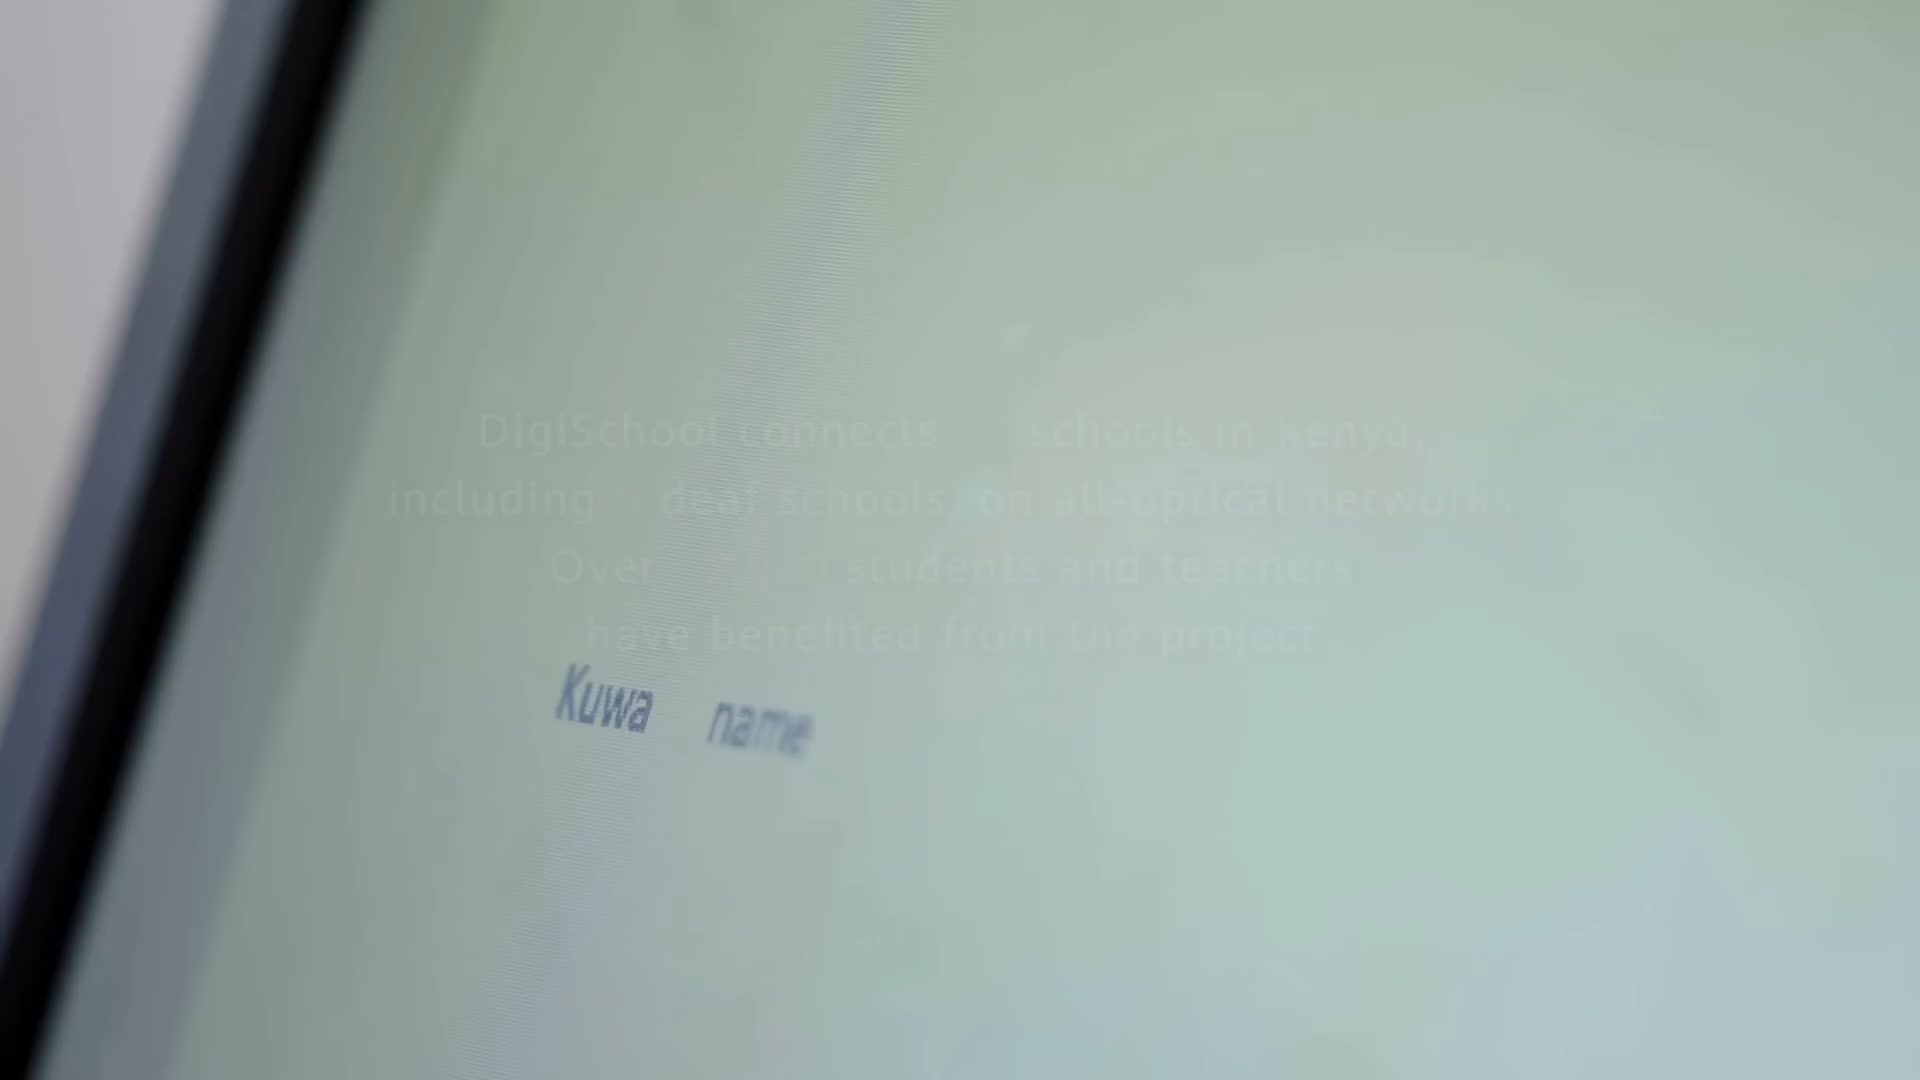 DigiSchool connects schools in Kenya,
including 6 deaf schools, on all-optical networks
Over students and teachers
have benefited from the project
Kuwa name